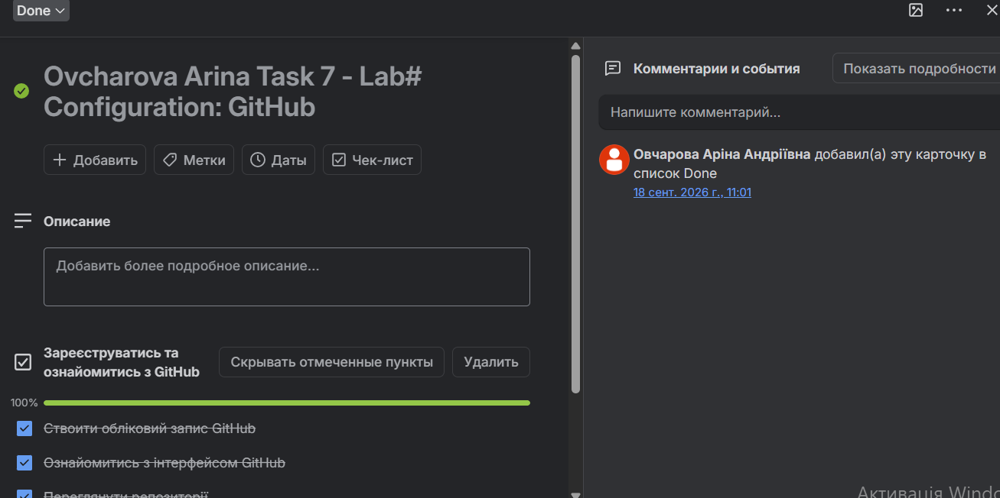 Done
Ovcharova Arina Task 7 - Lab#
Configuration: GitHub
Добавить
Метки
Даты
Чек-лист
Описание
Добавить более подробное описание...
Зареєструватись та
ознайомитись з GitHub
Скрывать отмеченные пункты
Удалить
100%
Створити обліковий запис GitHub
Ознайомитись з інтерфейсом GitHub
Переглянути репозиторії
Комментарии и события
Показать подробности
Напишите комментарий...
Овчарова Аріна Андріївна добавил(а) эту карточку в
список Done
18 сент. 2026 г., 11:01
Активація Windo